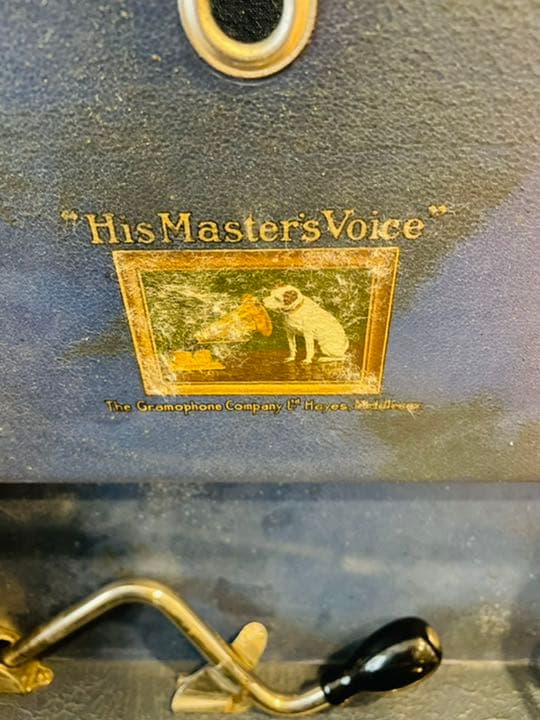 "His Master's Voice"
The Gramophone Company Ltd Hayes. Middlesex